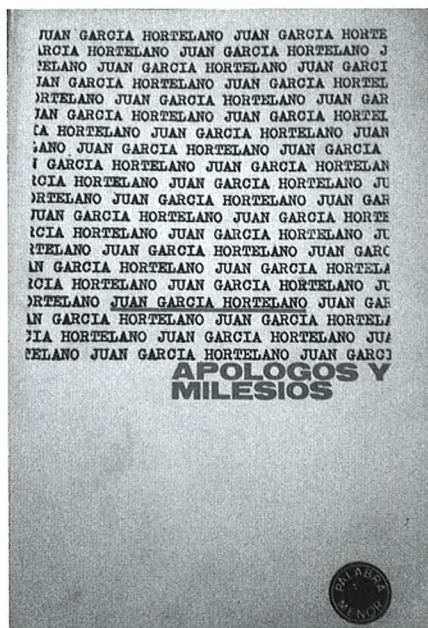 JUAN GARCIA HORTELANO JUAN GARCIA HORTE
ARCIA HORTELANO JUAN GARCIA HORTELANO J
TELANO JUAN GARCIA HORTELANO JUAN GARCI
JAN GARCIA HORTELANO JUAN GARCIA HORTEL
ORTELANO JUAN GARCIA HORTELANO JUAN GAR
JAN GARCIA HORTELANO JUAN GARCIA HORTEL
CA HORTELANO JUAN GARCIA HORTELANO JUAN
LANO JUAN GARCIA HORTELANO JUAN GARCIA
I GARCIA HORTELANO JUAN GARCIA HORTELAN
RCIA HORTELANO JUAN GARCIA HORTELANO JU
ORTELANO JUAN GARCIA HORTELANO JUAN GAR
JUAN GARCIA HORTELANO JUAN GARCIA HORTE
RCIA HORTELANO JUAN GARCIA HORTELANO JU
RTELANO JUAN GARCIA HORTELANO JUAN GARC
AN GARCIA HORTELANO JUAN GARCIA HORTELA
RCIA HORTELANO JUAN GARCIA HORTELANO JU
ORTELANO JUAN GARCIA HORTELANO JUAN GAR
AN GARCIA HORTELANO JUAN GARCIA HORTELA
CIA HORTELANO JUAN GARCIA HORTELANO JUA
TELANO JUAN GARCIA HORTELANO JUAN GARCI
APOLOGOS Y
MILESIOS
PALABRA
MENOR